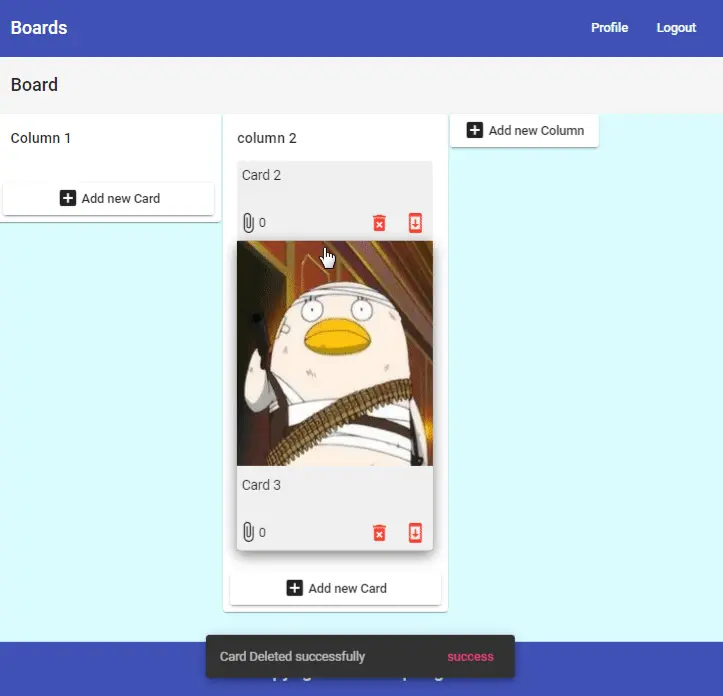 Boards
Profile
Logout
Board
Column 1
Add new Card
column 2
Card 2
0
Card 3
0
Add new Card
Add new Column
Card Deleted successfully
success